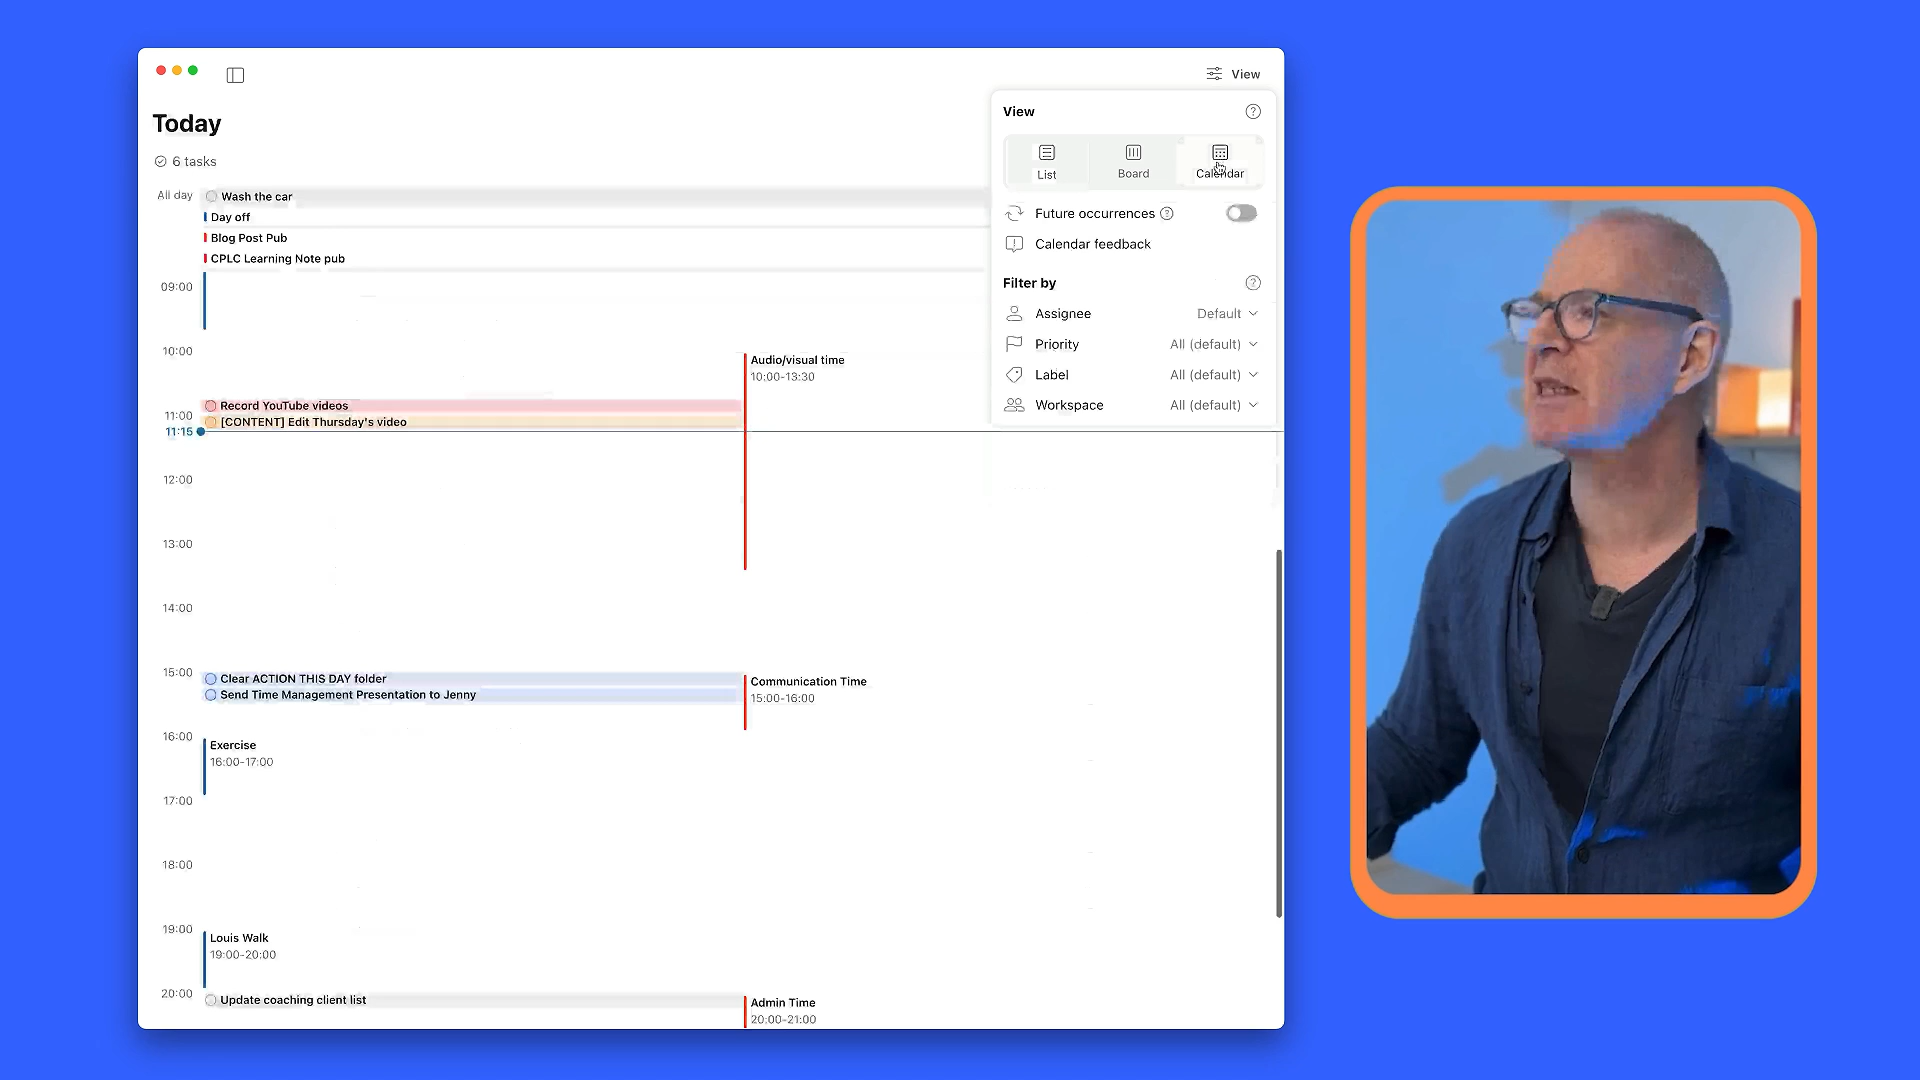 View
Today
6 tasks
All day
Wash the car
Day off
Blog Post Pub
CPLC Learning Note pub
09:00
10:00
Audio/visual time
10:00-13:30
Record YouTube videos
11:00
[CONTENT] Edit Thursday's video
11:15
12:00
13:00
14:00
15:00
Clear ACTION THIS DAY folder
Send Time Management Presentation to Jenny
Communication Time
15:00-16:00
16:00
Exercise
16:00-17:00
17:00
18:00
19:00
Louis Walk
19:00-20:00
20:00
Update coaching client list
Admin Time
20:00-21:00
View
List
Board
Calendar
Future occurrences
Calendar feedback
Filter by
Assignee Default
Priority All (default)
Label All (default)
Workspace All (default)